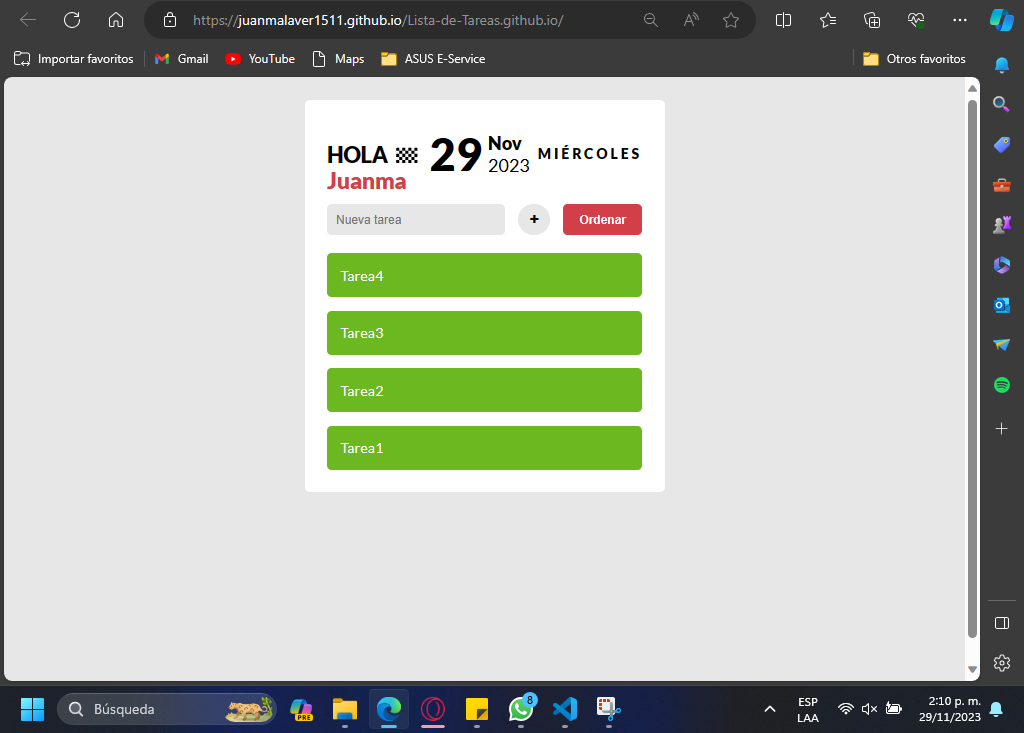 https://juanmalaver1511.github.io/Lista-de-Tareas.github.io/
Importar favoritos
Gmail
YouTube
Maps
ASUS E-Service
Otros favoritos
HOLA 29 Nov 2023 MIÉRCOLES
Juanma
Nueva tarea
+
Ordenar
Tarea4
Tarea3
Tarea2
Tarea1
Búsqueda
PRE
8
ESP
LAA
2:10 p. m.
29/11/2023